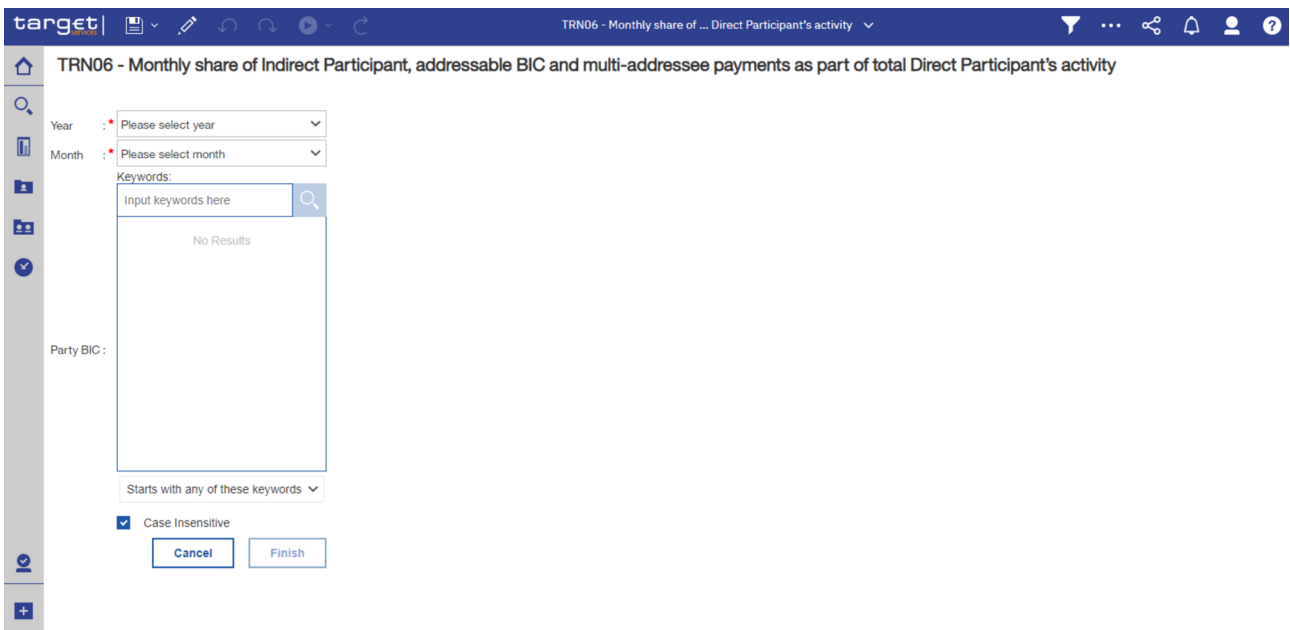 target|
services
TRN06 - Monthly share of ... Direct Participant's activity
TRN06 - Monthly share of Indirect Participant, addressable BIC and multi-addressee payments as part of total Direct Participant's activity
Year :* Please select year
Month :* Please select month
Keywords:
Input keywords here
No Results
Party BIC :
Starts with any of these keywords
Case Insensitive
Cancel Finish